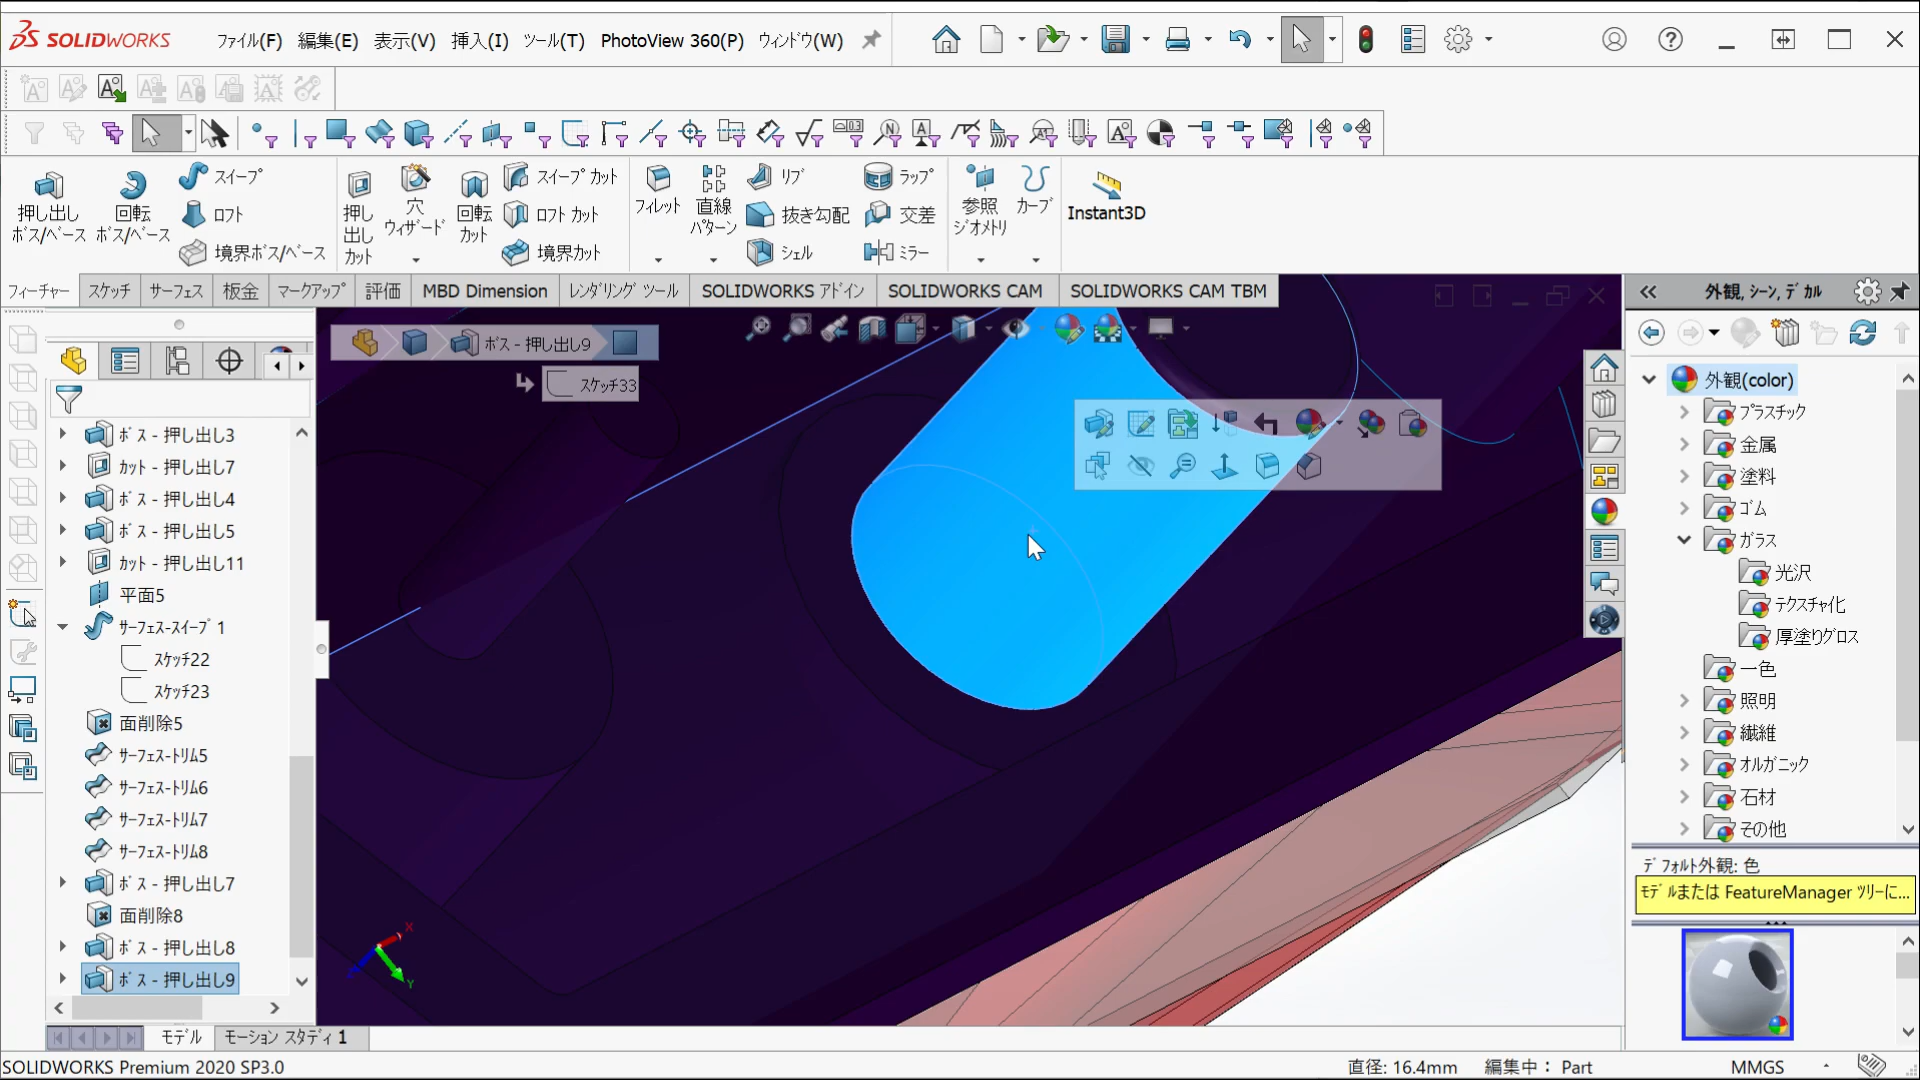 SOLIDWORKS
ファイル(F) 編集(E) 表示(V) 挿入(I) ツール(T) PhotoView 360(P) ウィンドウ(W)
押し出し
ボス/ベース
回転
ボス/ベース
スイープ
ロフト
境界ボス/ベース
押し
出し
カット
穴
ウィザード
回転
カット
スイープ カット
ロフト カット
境界カット
フィレット
直線
パターン
リブ
抜き勾配
シェル
ラップ
交差
ミラー
参照
ジオメトリ
カーブ
Instant3D
フィーチャー スケッチ サーフェス 板金 マークアップ 評価 MBD Dimension レンダリング ツール SOLIDWORKS アドイン SOLIDWORKS CAM SOLIDWORKS CAM TBM
ボス - 押し出し9
スケッチ33
ボス - 押し出し3
カット - 押し出し7
ボス - 押し出し4
ボス - 押し出し5
カット - 押し出し11
平面5
サーフェス-スイープ1
スケッチ22
スケッチ23
面削除5
サーフェス-トリム5
サーフェス-トリム6
サーフェス-トリム7
サーフェス-トリム8
ボス - 押し出し7
面削除8
ボス - 押し出し8
ボス - 押し出し9
X
Y
外観, シーン, デカル
外観(color)
プラスチック
金属
塗料
ゴム
ガラス
光沢
テクスチャ化
厚塗りグロス
一色
照明
繊維
オルガニック
石材
その他
デフォルト外観: 色
モデルまたは FeatureManager ツリーに...
モデル モーション スタディ 1
SOLIDWORKS Premium 2020 SP3.0
直径: 16.4mm 編集中： Part MMGS